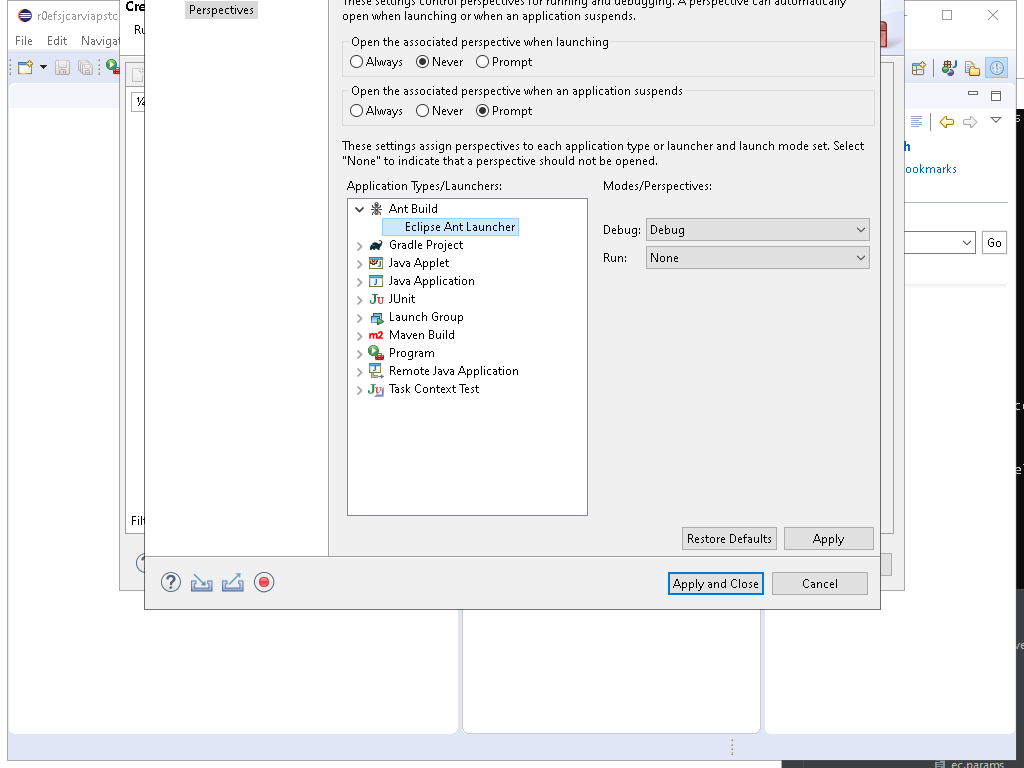 r0efsjcarviapstc
Cre
Perspectives
These settings control perspectives for running and debugging. A perspective can automatically
open when launching or when an application suspends.
File Edit Navigat
Ru
Open the associated perspective when launching
Always Never Prompt
Open the associated perspective when an application suspends
Always Never Prompt
These settings assign perspectives to each application type or launcher and launch mode set. Select
"None" to indicate that a perspective should not be opened.
h
ookmarks
Application Types/Launchers:
Modes/Perspectives:
Ant Build
Eclipse Ant Launcher
Debug: Debug
Gradle Project
Go
Java Applet
Run: None
Java Application
JUnit
Launch Group
Maven Build
Program
Remote Java Application
Task Context Test
Filt
Restore Defaults Apply
Apply and Close Cancel
ec.params